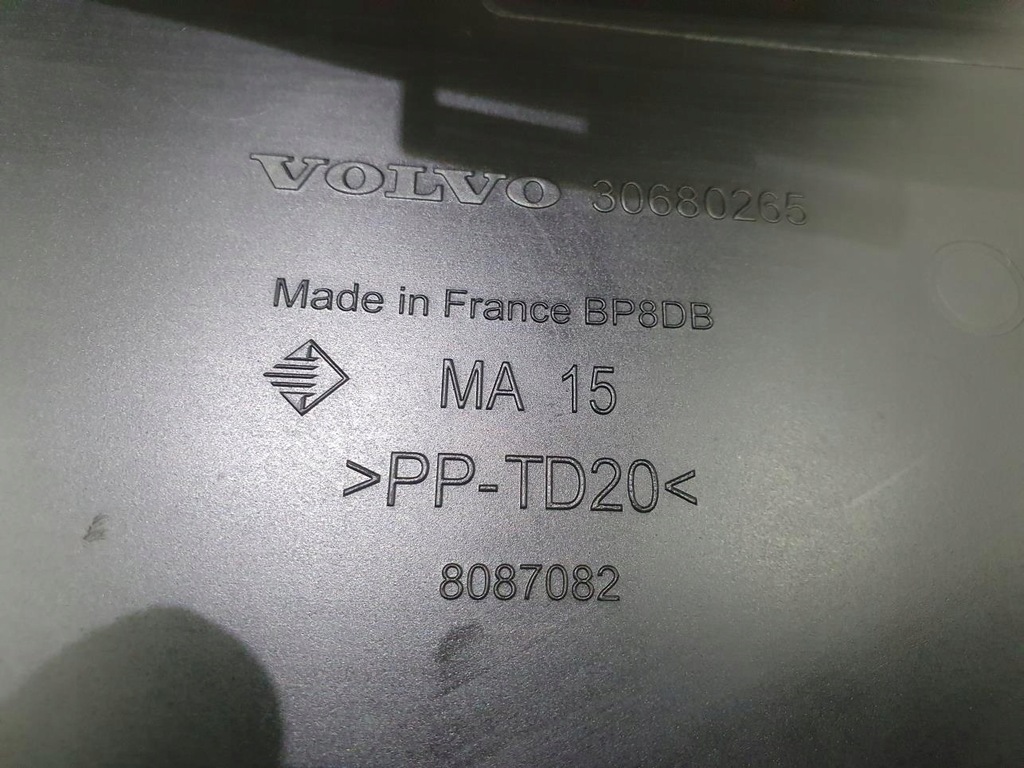 VOLVO 30680265
Made in France BP8DB
MA 15
>PP-TD20<
8087082